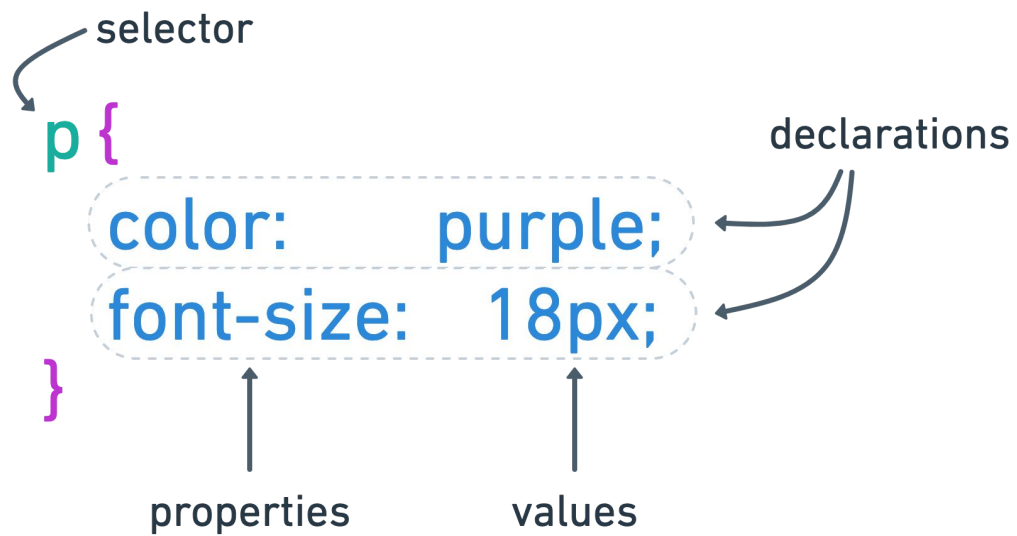 selector
p {
declarations
color: purple;
font-size: 18px;
}
properties values